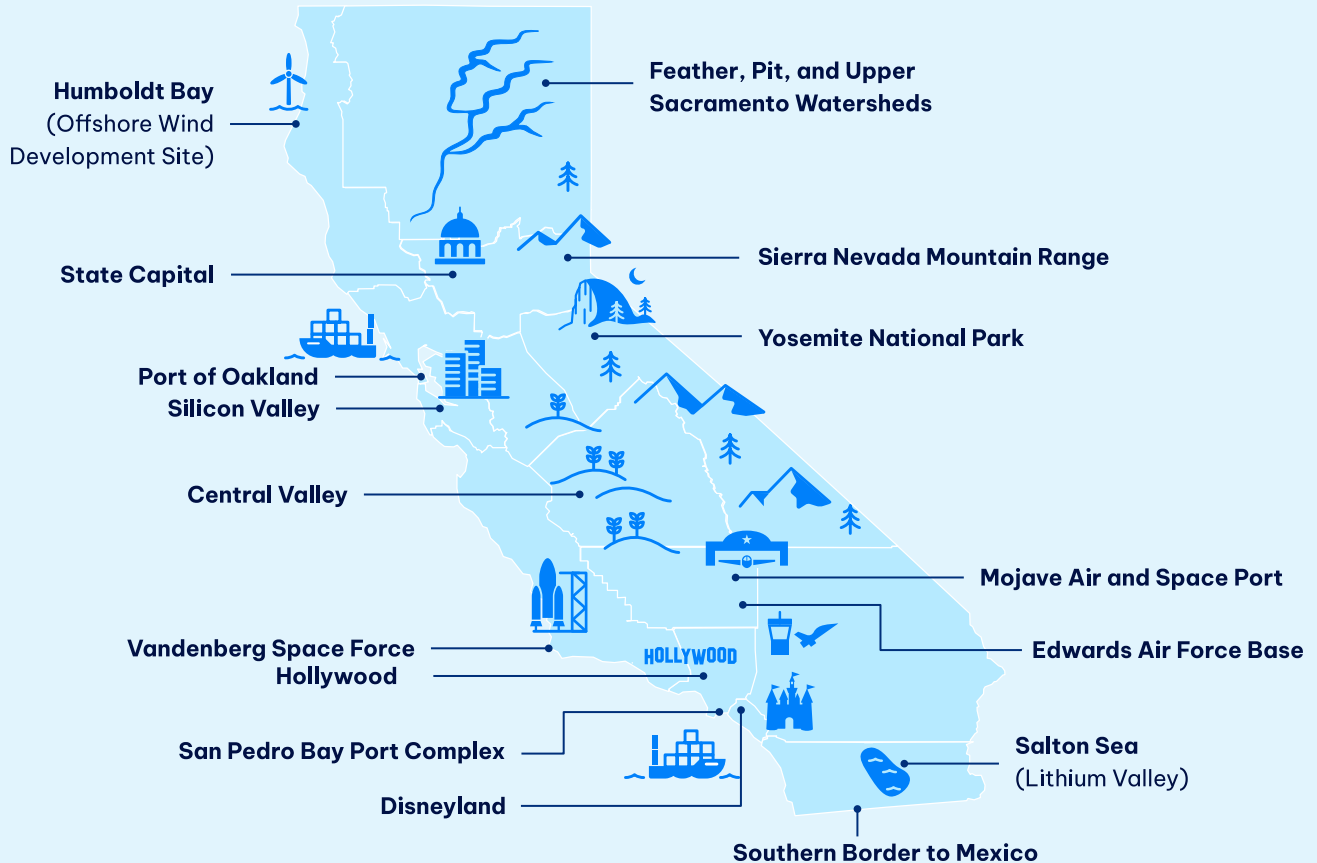 Humboldt Bay
(Offshore Wind
Development Site)
Feather, Pit, and Upper
Sacramento Watersheds
State Capital
Sierra Nevada Mountain Range
Yosemite National Park
Port of Oakland
Silicon Valley
Central Valley
Mojave Air and Space Port
Vandenberg Space Force
HOLLYWOOD
Edwards Air Force Base
Hollywood
San Pedro Bay Port Complex
Salton Sea
(Lithium Valley)
Disneyland
Southern Border to Mexico